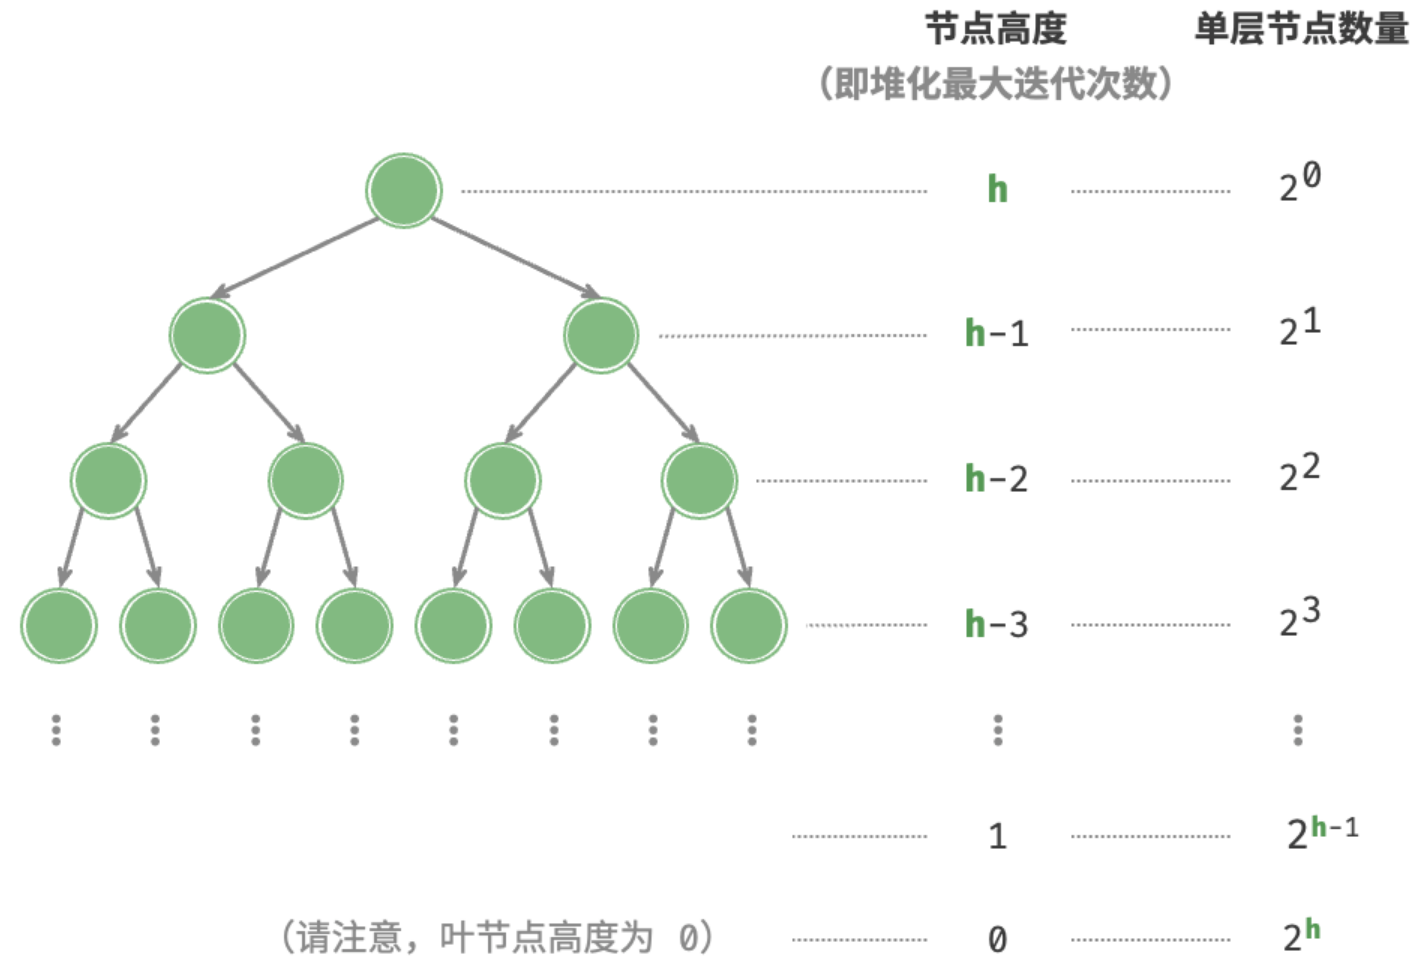 节点高度 单层节点数量
（即堆化最大迭代次数）
h 2^0
h-1 2^1
h-2 2^2
h-3 2^3
1 2^h-1
（请注意，叶节点高度为 0） 0 2^h